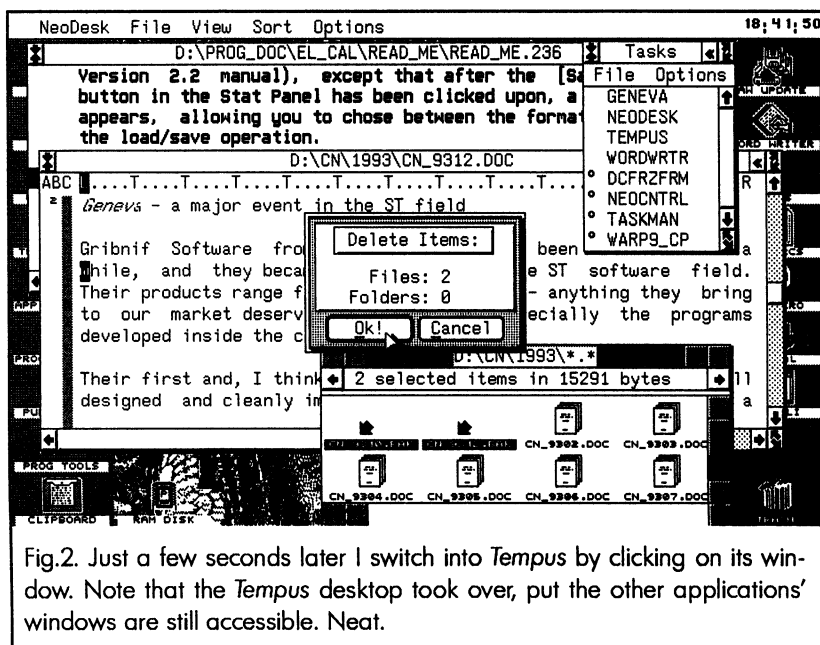 NeoDesk File View Sort Options 18:41:50
D:\PROG_DOC\EL_CAL\READ_ME\READ_ME.236
Version 2.2 manual), except that after the [Sa
button in the Stat Panel has been clicked upon, a
appears, allowing you to chose between the format
the load/save operation.
Tasks
File Options
GENEVA
NEODESK
TEMPUS
WORDWRTR
DCFRZFRM
NEOCNTRL
TASKMAN
WARP9_CP
D:\CN\1993\CN_9312.DOC
ABC T....T....T....T....T....T....T....T....T.... R
2
Geneva - a major event in the ST field
Gribnif Software fro been a
while, and they beca e ST software field.
Their products range f - anything they bring
to our market deserv ecially the programs
developed inside the c
Their first and, I think ll
designed and cleanly im a
Delete Items:
Files: 2
Folders: 0
Ok! Cancel
D:\CN\1993\*.*
2 selected items in 15291 bytes
CN_9302.DOC CN_9303.DOC
CN_9304.DOC CN_9305.DOC CN_9306.DOC CN_9307.DOC
UPDATE
WRITER
PROG TOOLS
CLIPBOARD RAM DISK
Fig.2. Just a few seconds later I switch into Tempus by clicking on its win-
dow. Note that the Tempus desktop took over, put the other applications'
windows are still accessible. Neat.